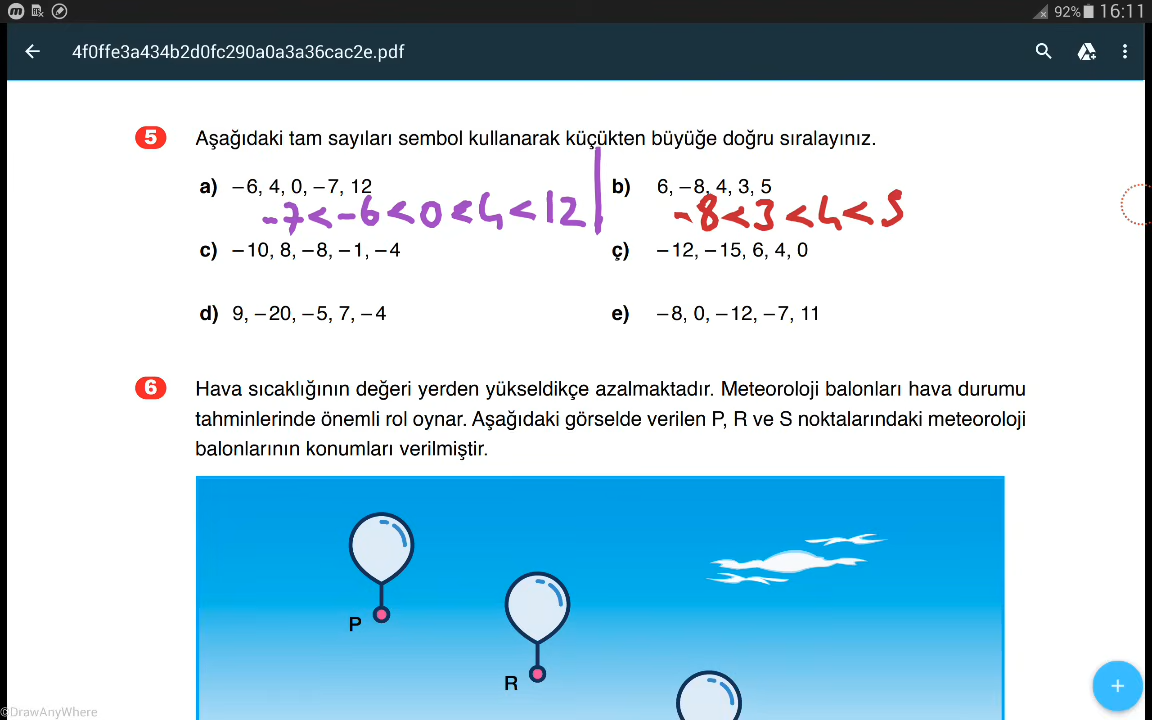 92% 16:11
4f0ffe3a434b2d0fc290a0a3a36cac2e.pdf
5 Aşağıdaki tam sayıları sembol kullanarak küçükten büyüğe doğru sıralayınız.
a) −6, 4, 0, −7, 12 b) 6, −8, 4, 3, 5
-7 < -6 < 0 < 4 < 12 -8 < 3 < 4 < 5
c) −10, 8, −8, −1, −4 ç) −12, −15, 6, 4, 0
d) 9, −20, −5, 7, −4 e) −8, 0, −12, −7, 11
6 Hava sıcaklığının değeri yerden yükseldikçe azalmaktadır. Meteoroloji balonları hava durumu
tahminlerinde önemli rol oynar. Aşağıdaki görselde verilen P, R ve S noktalarındaki meteoroloji
balonlarının konumları verilmiştir.
P
R
©DrawAnyWhere